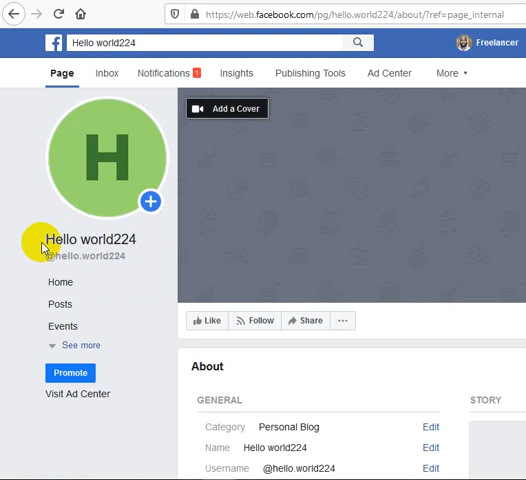 https://web.facebook.com/pg/hello.world224/about/?ref=page_internal
f Hello world224 Freelancer
Page Inbox Notifications 1 Insights Publishing Tools Ad Center More
H
Add a Cover
Hello world224
@hello.world224
Home
Posts
Events
See more
Promote
Visit Ad Center
Like Follow Share ...
About
GENERAL STORY
Category Personal Blog Edit
Name Hello world224 Edit
Username @hello.world224 Edit